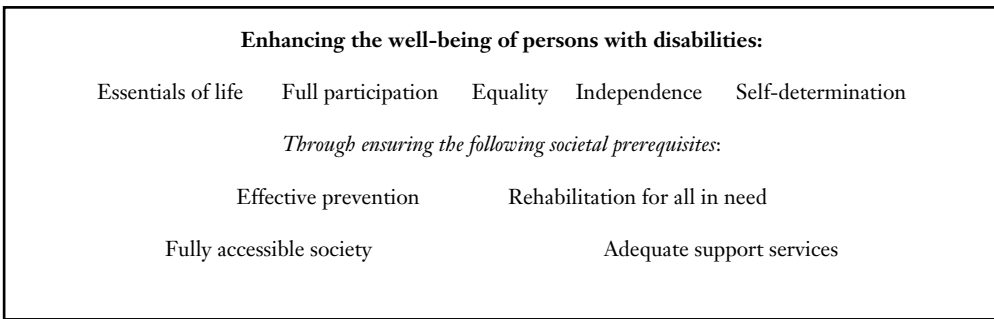 Enhancing the well-being of persons with disabilities:
Essentials of life Full participation Equality Independence Self-determination
Through ensuring the following societal prerequisites:
Effective prevention Rehabilitation for all in need
Fully accessible society Adequate support services